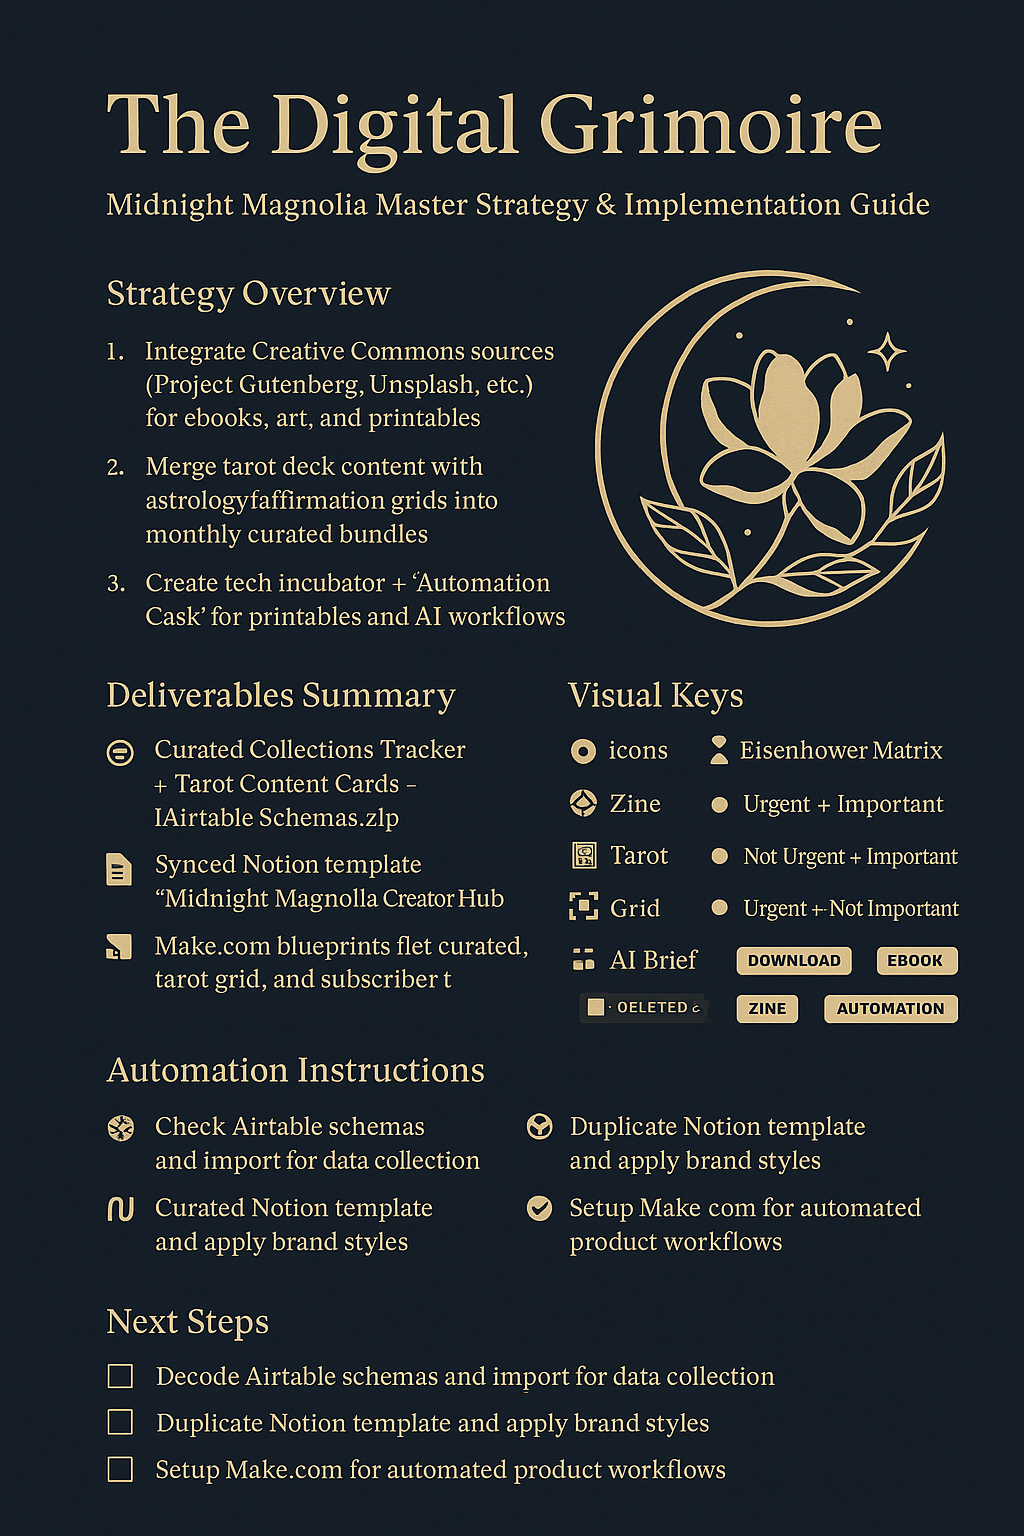 The Digital Grimoire
Midnight Magnolia Master Strategy & Implementation Guide
Strategy Overview
1. Integrate Creative Commons sources
(Project Gutenberg, Unsplash, etc.)
for ebooks, art, and printables
2. Merge tarot deck content with
astrologyfaffirmation grids into
monthly curated bundles
3. Create tech incubator + ‘Automation
Cask’ for printables and AI workflows
Deliverables Summary
Curated Collections Tracker
+ Tarot Content Cards –
IAirtable Schemas.zlp
Synced Notion template
“Midnight Magnolla Creator Hub
Make.com blueprints flet curated,
tarot grid, and subscriber t
Visual Keys
icons
Zine
Tarot
Grid
AI Brief
OELETED
Eisenhower Matrix
Urgent + Important
Not Urgent + Important
Urgent +-Not Important
DOWNLOAD EBOOK
ZINE AUTOMATION
Automation Instructions
Check Airtable schemas
and import for data collection
Curated Notion template
and apply brand styles
Duplicate Notion template
and apply brand styles
Setup Make com for automated
product workflows
Next Steps
Decode Airtable schemas and import for data collection
Duplicate Notion template and apply brand styles
Setup Make.com for automated product workflows